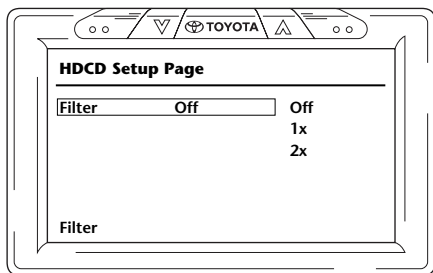 TOYOTA
HDCD Setup Page
Filter Off Off
1x
2x
Filter